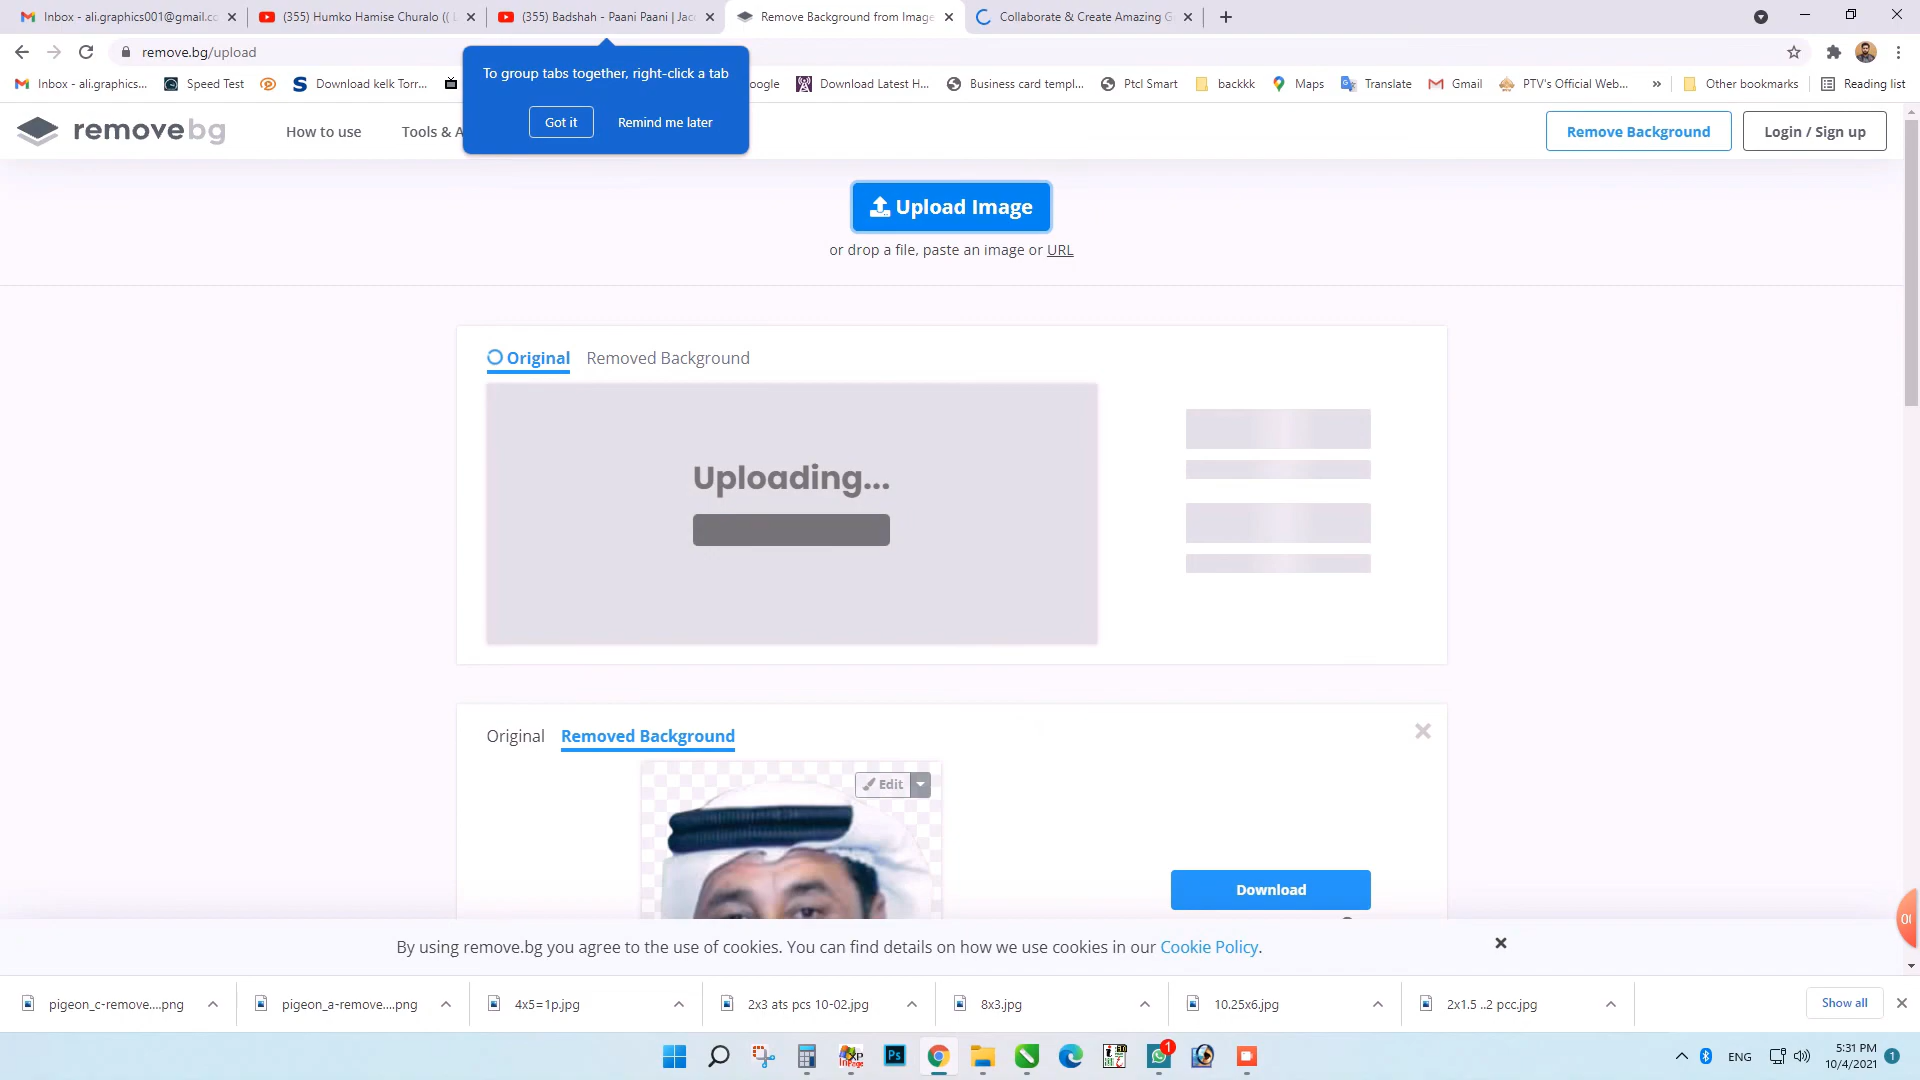 Inbox - ali.graphics001@gmail.cc
(355) Humko Hamise Churalo (( L
(355) Badshah - Paani Paani | Jac
Remove Background from Image
Collaborate & Create Amazing G
remove.bg/upload
To group tabs together, right-click a tab
Got it
Remind me later
Inbox - ali.graphics...
Speed Test
Download kelk Torr...
oogle
Download Latest H...
Business card templ...
Ptcl Smart
backkk
Maps
Translate
Gmail
PTV's Official Web...
»
Other bookmarks
Reading list
removebg
How to use
Tools & A
Remove Background
Login / Sign up
Upload Image
or drop a file, paste an image or URL
Original
Removed Background
Uploading...
Original
Removed Background
Edit
Download
By using remove.bg you agree to the use of cookies. You can find details on how we use cookies in our Cookie Policy.
pigeon_c-remove....png
pigeon_a-remove....png
4x5=1p.jpg
2x3 ats pcs 10-02.jpg
8x3.jpg
10.25x6.jpg
2x1.5 ..2 pcc.jpg
Show all
Ps
1
ENG
5:31 PM
10/4/2021
1